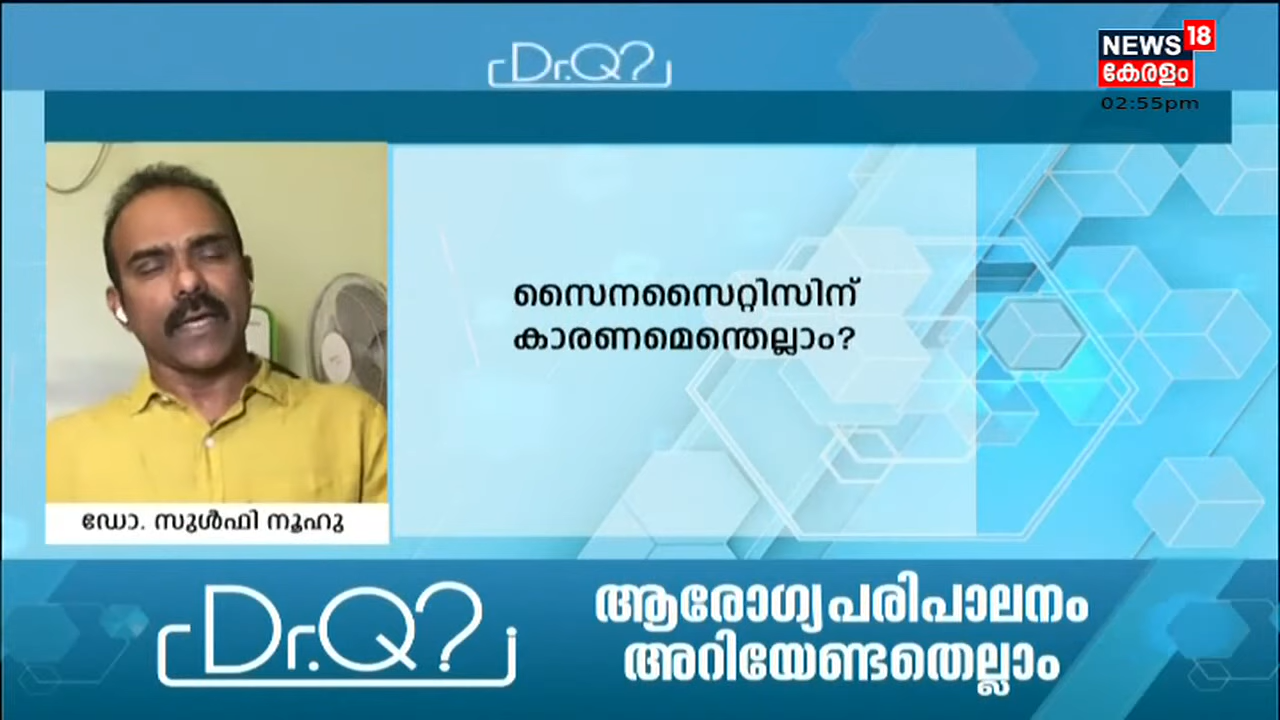 Dr.Q?
NEWS 18
കേരളം
02:55pm
സൈനസൈറ്റിസിന്
കാരണമെന്തെല്ലാം?
ഡോ. സുൾഫി നൂഹു
Dr.Q?
ആരോഗ്യപരിപാലനം
അറിയേണ്ടതെല്ലാം